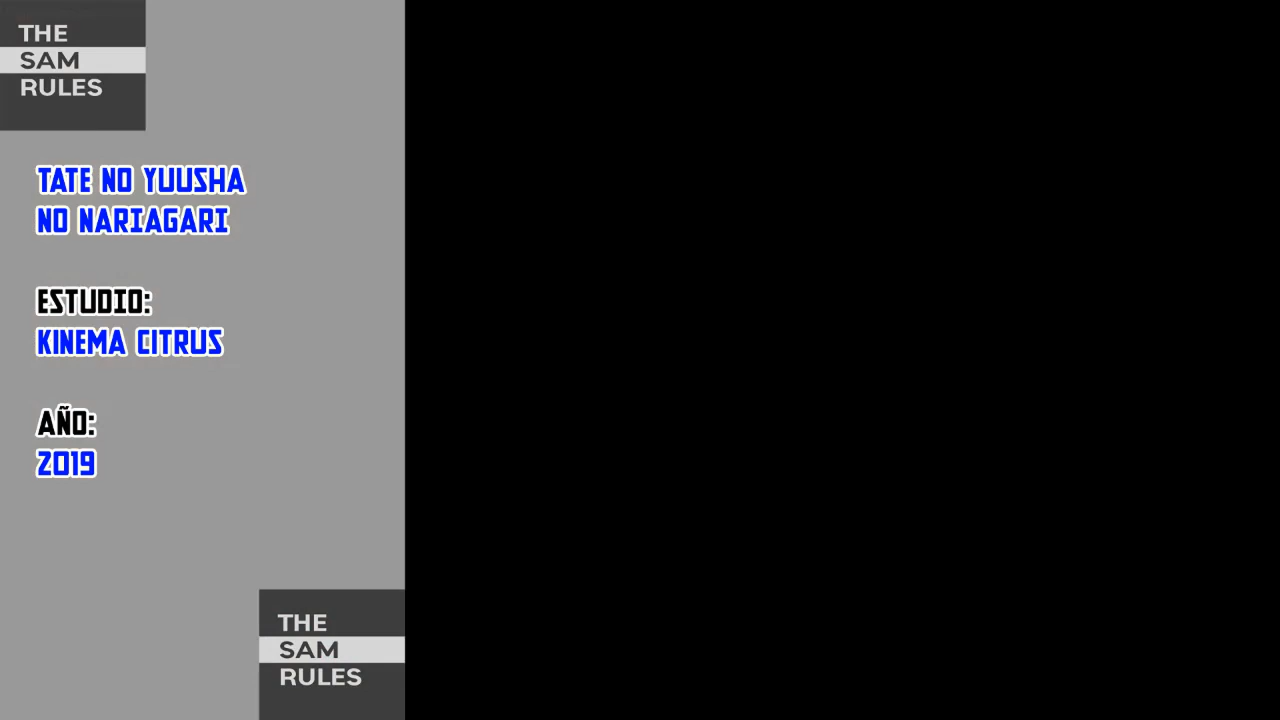 THE
SAM
RULES
TATE NO YUUSHA
NO NARIAGARI
ESTUDIO:
KINEMA CITRUS
AÑO:
2019
THE
SAM
RULES